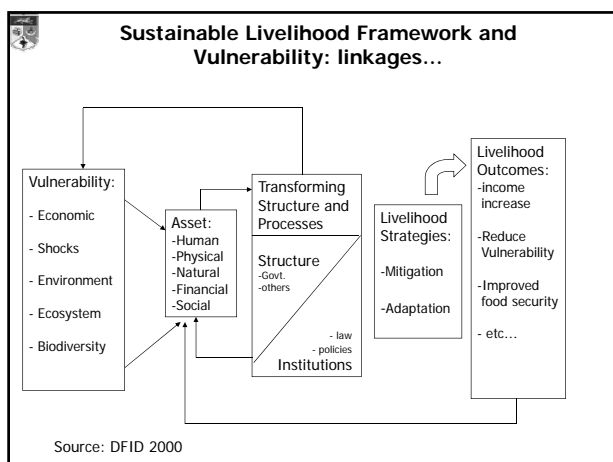 Sustainable Livelihood Framework and
Vulnerability: linkages...
Vulnerability:
- Economic
- Shocks
- Environment
- Ecosystem
- Biodiversity
Asset:
-Human
-Physical
-Natural
-Financial
-Social
Transforming
Structure and
Processes
Structure
-Govt.
-others
- law
- policies
Institutions
Livelihood
Strategies:
-Mitigation
-Adaptation
Livelihood
Outcomes:
-income
increase
-Reduce
Vulnerability
-Improved
food security
- etc...
Source: DFID 2000